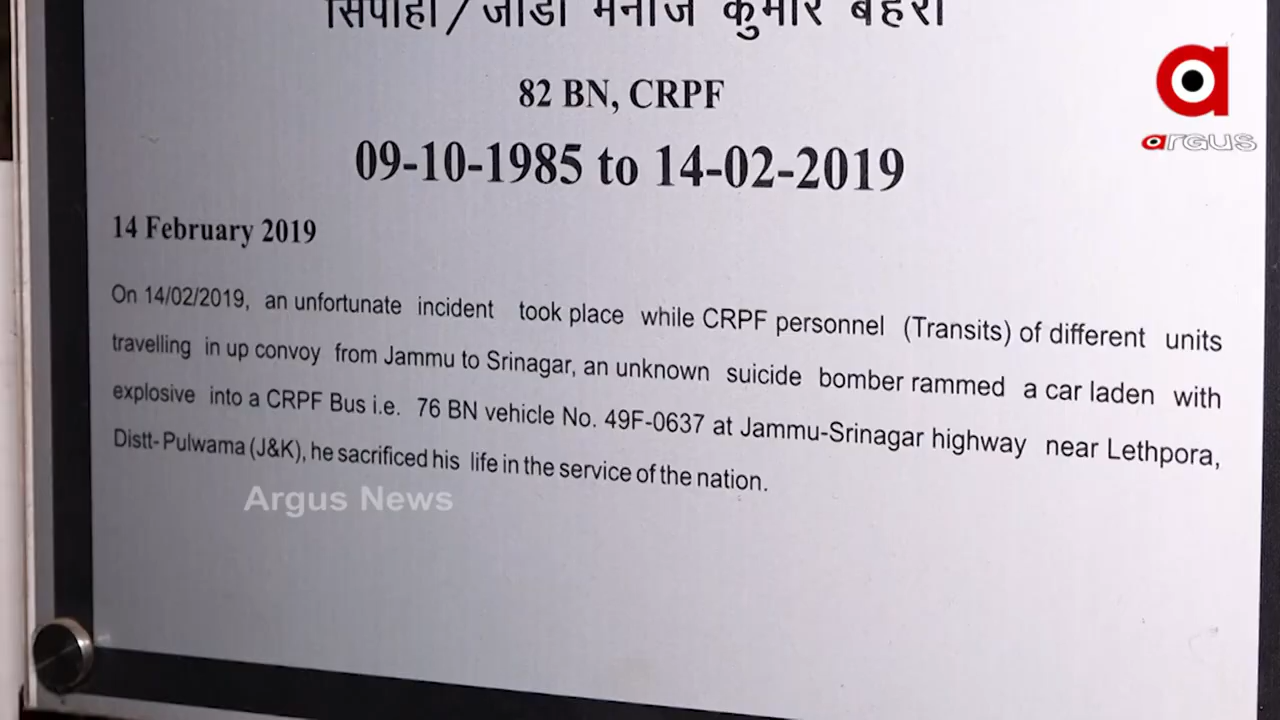 सिपाही/जीडी मनोज कुमार बेहेरा
82 BN, CRPF
09-10-1985 to 14-02-2019
14 February 2019
On 14/02/2019, an unfortunate incident took place while CRPF personnel (Transits) of different units
travelling in up convoy from Jammu to Srinagar, an unknown suicide bomber rammed a car laden with
explosive into a CRPF Bus i.e. 76 BN vehicle No. 49F-0637 at Jammu-Srinagar highway near Lethpora,
Distt- Pulwama (J&K), he sacrificed his life in the service of the nation.
Argus News
argus